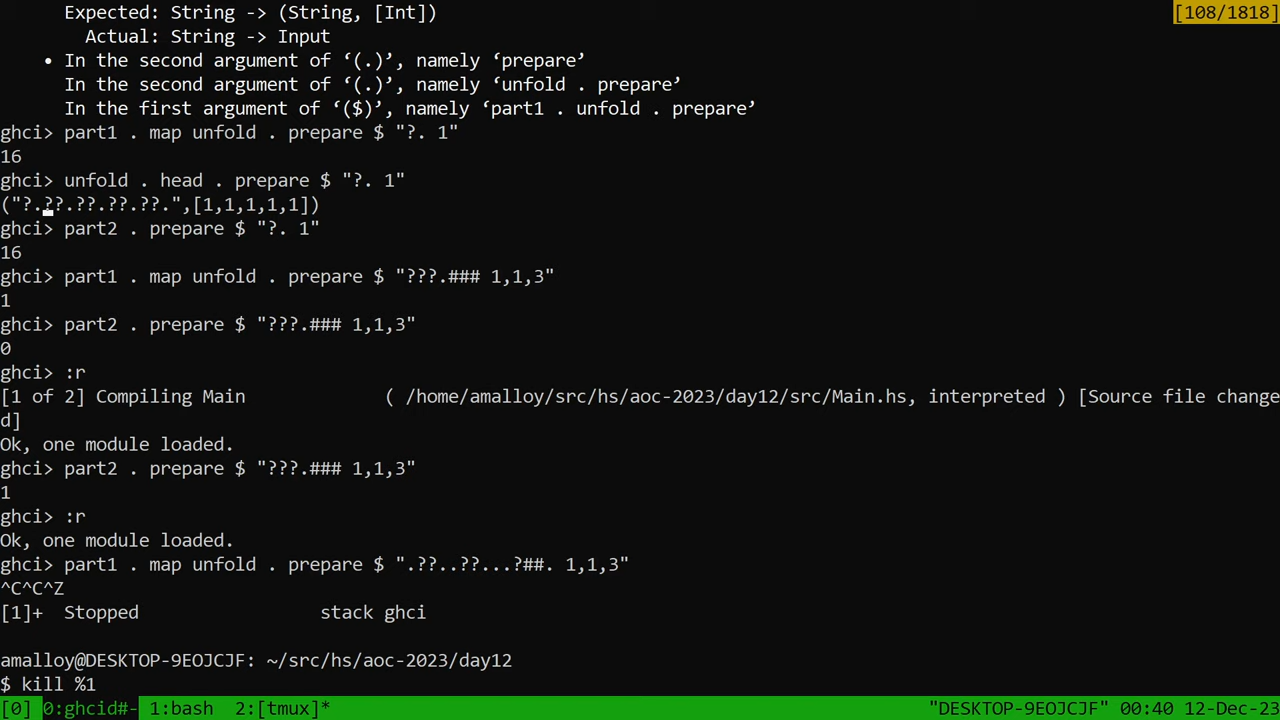 Expected: String -> (String, [Int])
[108/1818]
Actual: String -> Input
• In the second argument of ‘(.)’, namely ‘prepare’
In the second argument of ‘(.)’, namely ‘unfold . prepare’
In the first argument of ‘($)’, namely ‘part1 . unfold . prepare’
ghci> part1 . map unfold . prepare $ "?. 1"
16
ghci> unfold . head . prepare $ "?. 1"
("?.??.??.??.??.",[1,1,1,1,1])
ghci> part2 . prepare $ "?. 1"
16
ghci> part1 . map unfold . prepare $ "???.### 1,1,3"
1
ghci> part2 . prepare $ "???.### 1,1,3"
0
ghci> :r
[1 of 2] Compiling Main             ( /home/amalloy/src/hs/aoc-2023/day12/src/Main.hs, interpreted ) [Source file change
d]
Ok, one module loaded.
ghci> part2 . prepare $ "???.### 1,1,3"
1
ghci> :r
Ok, one module loaded.
ghci> part1 . map unfold . prepare $ ".??..??...?##. 1,1,3"
^C^C^Z
[1]+  Stopped                 stack ghci
amalloy@DESKTOP-9EOJCJF: ~/src/hs/aoc-2023/day12
$ kill %1
[0] 0:ghcid#- 1:bash  2:[tmux]* "DESKTOP-9EOJCJF" 00:40 12-Dec-23